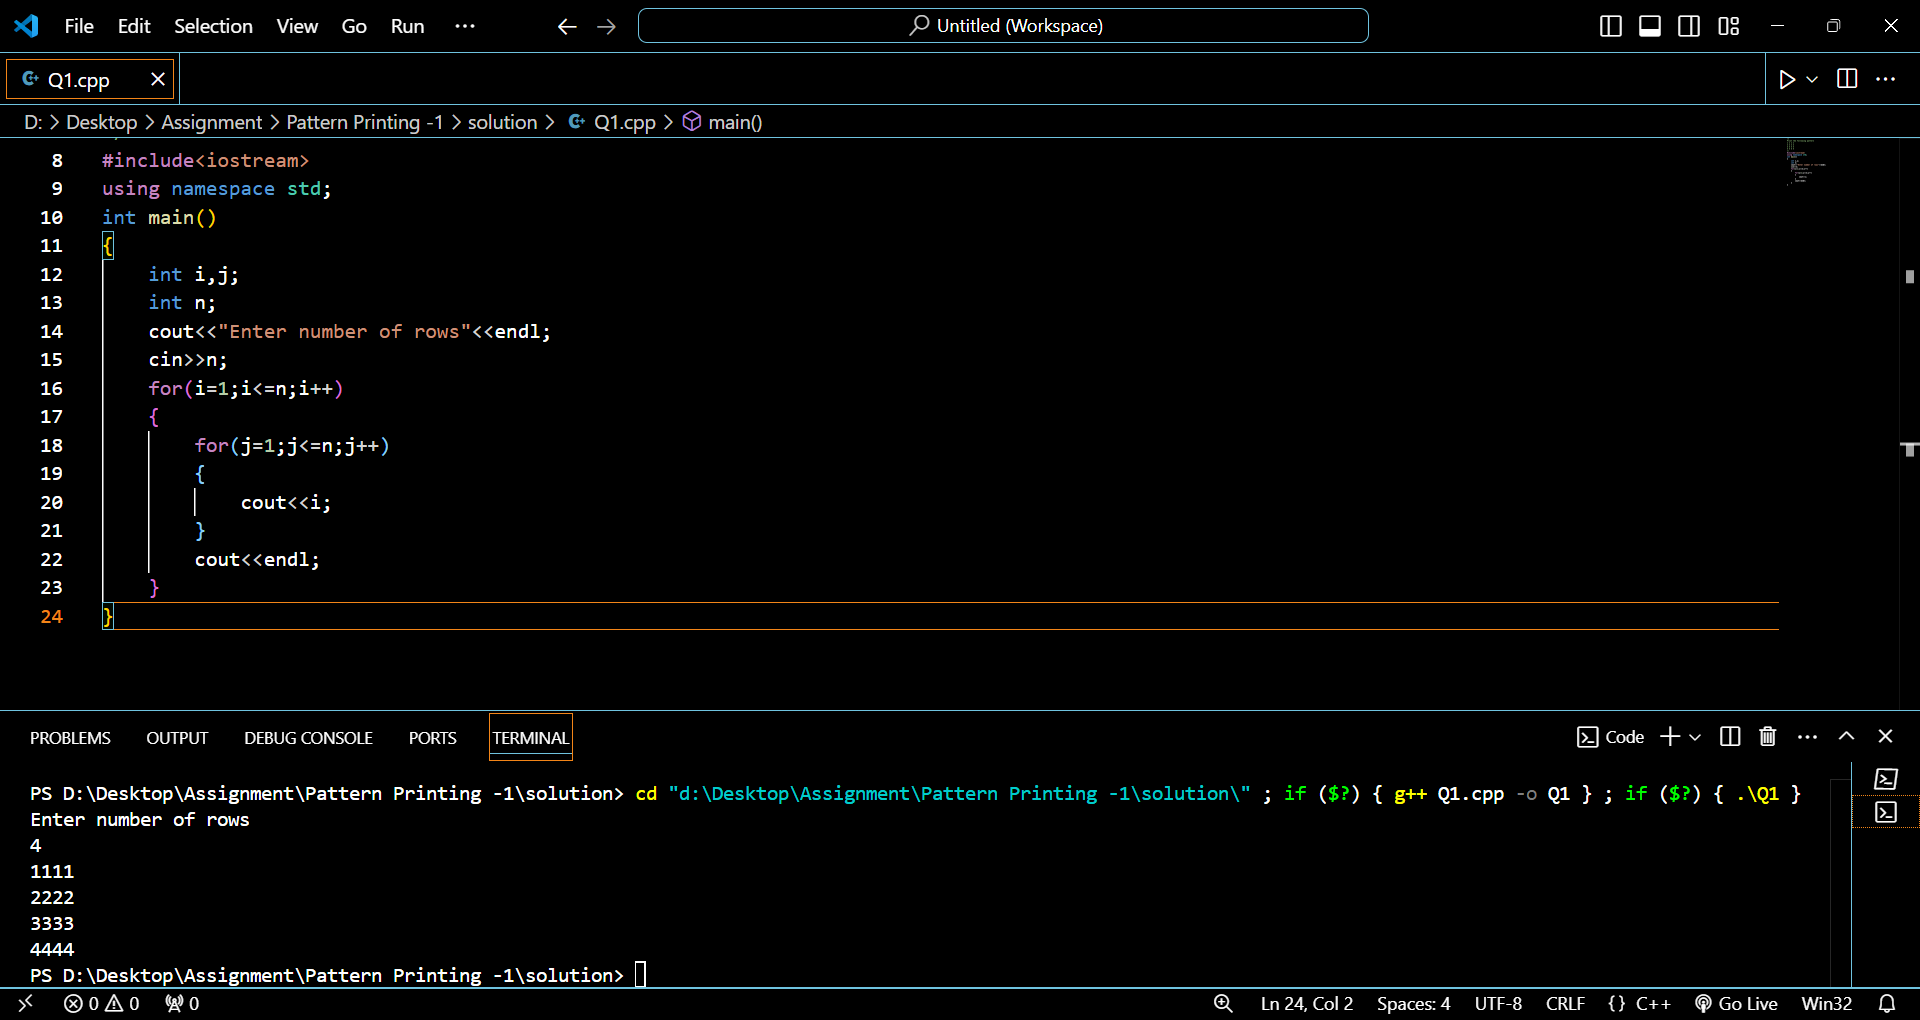 File Edit Selection View Go Run ··· Untitled (Workspace)
Q1.cpp
D: > Desktop > Assignment > Pattern Printing -1 > solution > Q1.cpp > main()
8 #include<iostream>
9 using namespace std;
10 int main()
11 {
12 int i,j;
13 int n;
14 cout<<"Enter number of rows"<<endl;
15 cin>>n;
16 for(i=1;i<=n;i++)
17 {
18 for(j=1;j<=n;j++)
19 {
20 cout<<i;
21 }
22 cout<<endl;
23 }
24 }
PROBLEMS OUTPUT DEBUG CONSOLE PORTS TERMINAL Code
PS D:\Desktop\Assignment\Pattern Printing -1\solution> cd "d:\Desktop\Assignment\Pattern Printing -1\solution\" ; if ($?) { g++ Q1.cpp -o Q1 } ; if ($?) { .\Q1 }
Enter number of rows
4
1111
2222
3333
4444
PS D:\Desktop\Assignment\Pattern Printing -1\solution>
0 0 0 Ln 24, Col 2 Spaces: 4 UTF-8 CRLF {} C++ Go Live Win32